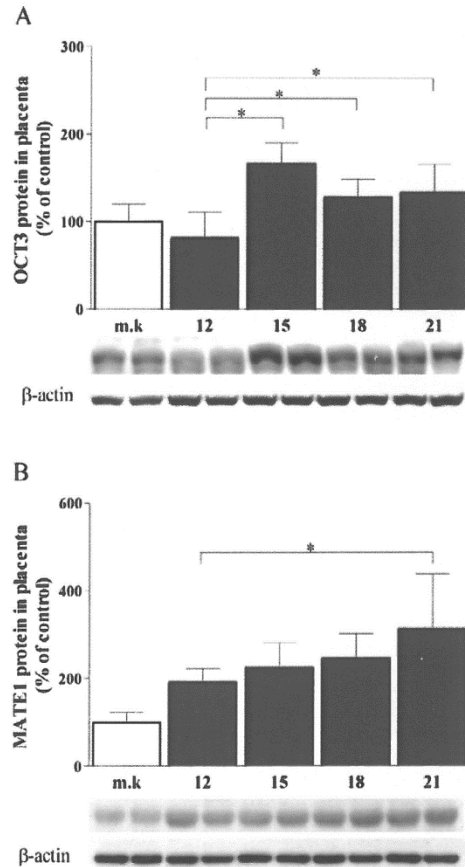 A
300
200
100
0
OCT3 protein in placenta
(% of control)
*
*
*
m.k 12 15 18 21
β-actin
B
600
400
200
0
MATE1 protein in placenta
(% of control)
*
m.k 12 15 18 21
β-actin